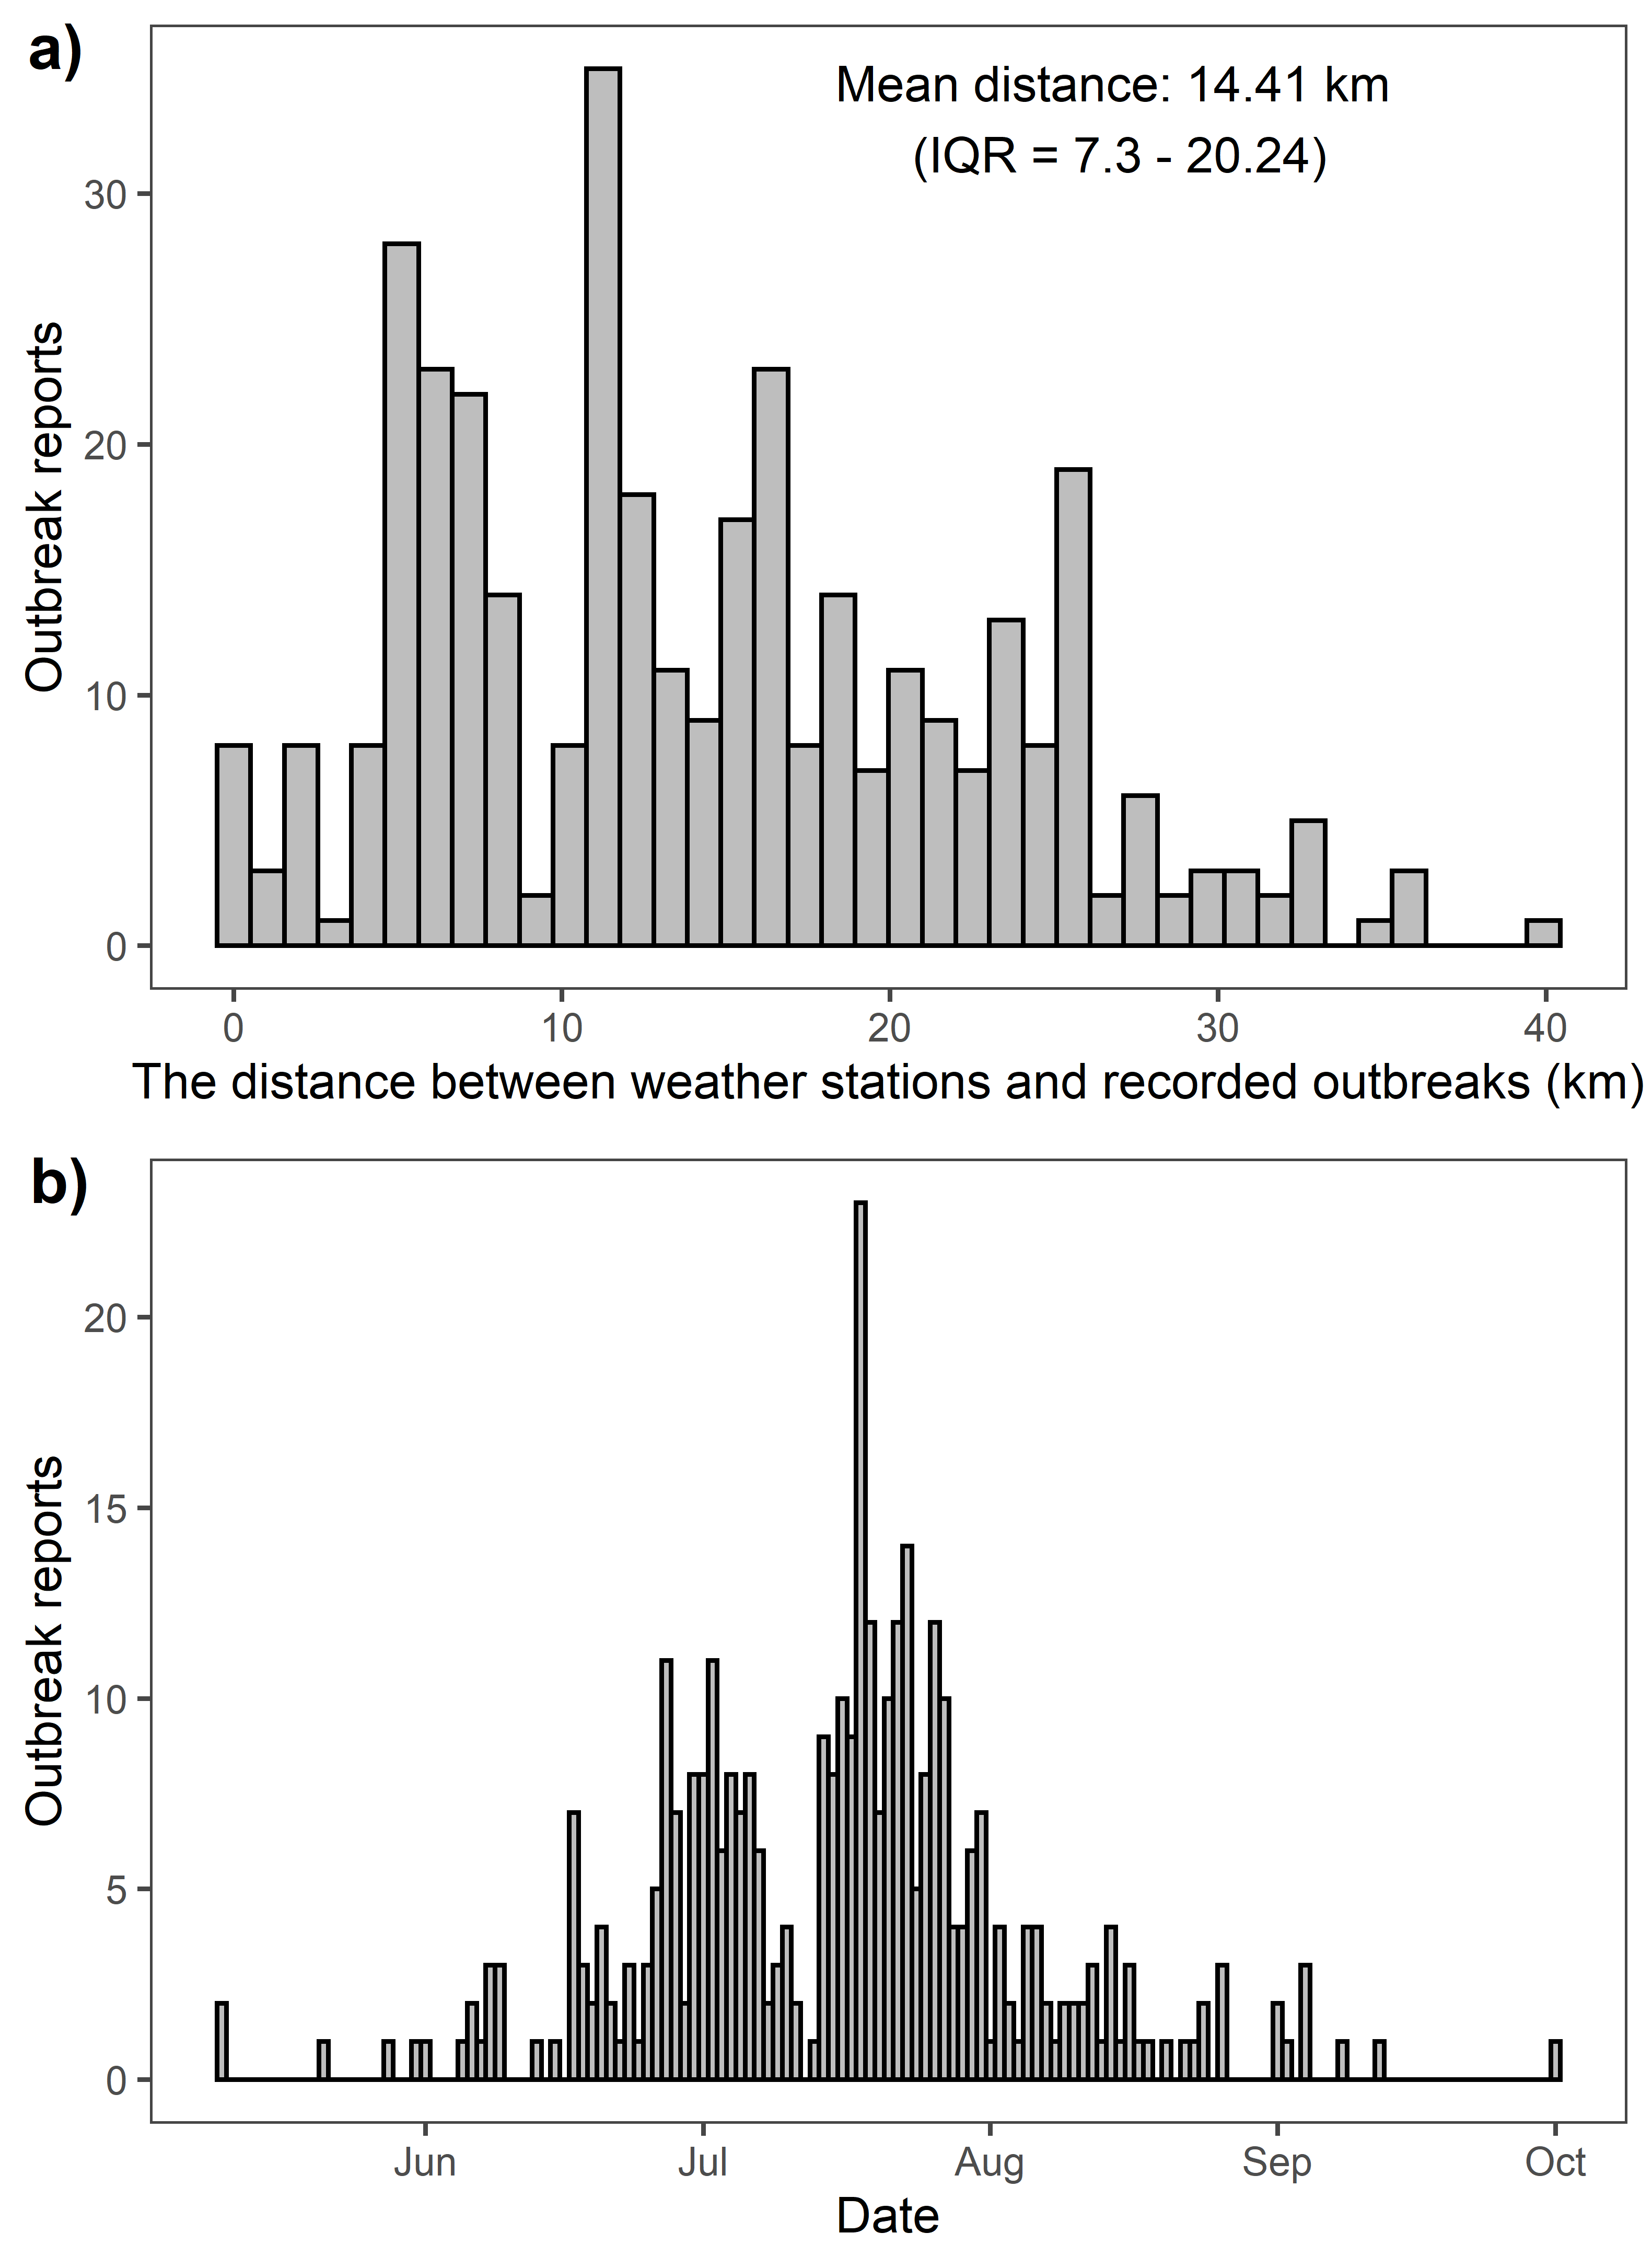 a)
Mean distance: 14.41 km
(IQR = 7.3 - 20.24)
Outbreak reports
30
20
10
0
0 10 20 30 40
The distance between weather stations and recorded outbreaks (km)
b)
Outbreak reports
20
15
10
5
0
Jun Jul Aug Sep Oct
Date